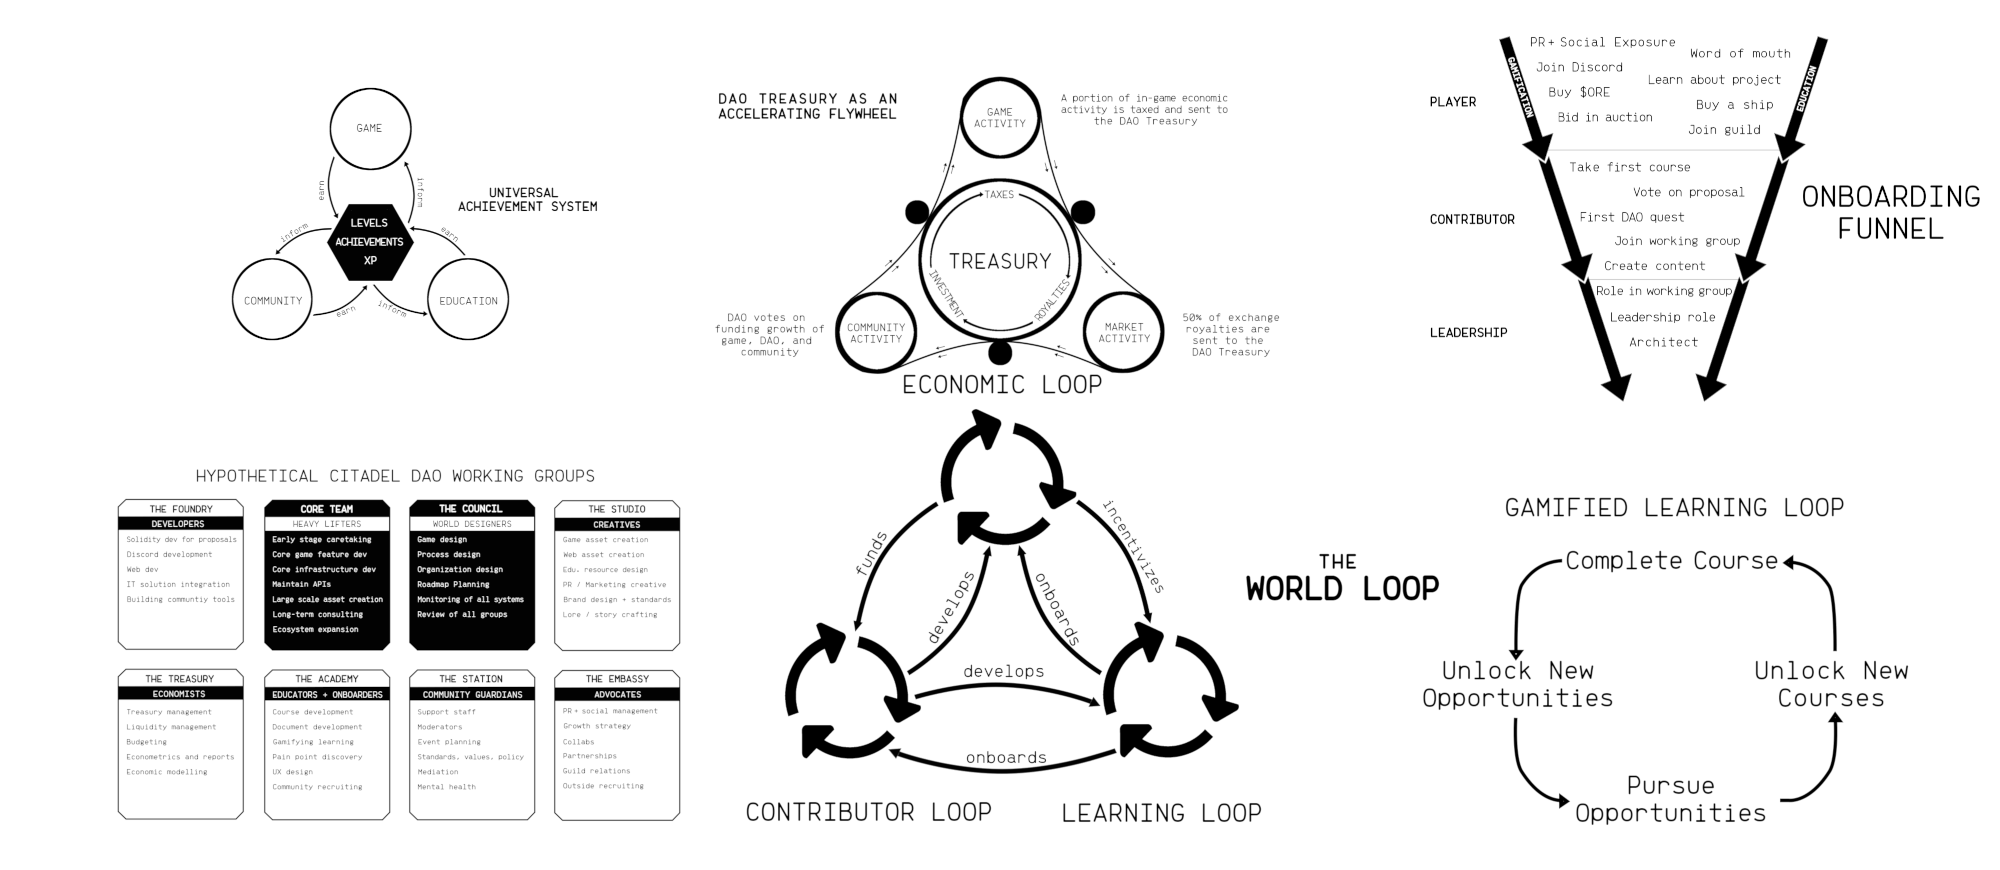 GAME
earn
inform
UNIVERSAL
ACHIEVEMENT SYSTEM
LEVELS
ACHIEVEMENTS
XP
inform
earn
COMMUNITY
EDUCATION
earn
inform
DAO TREASURY AS AN
ACCELERATING FLYWHEEL
GAME
ACTIVITY
A portion of in-game economic
activity is taxed and sent to
the DAO Treasury
TAXES
TREASURY
INVESTMENT
ROYALTIES
DAO votes on
funding growth of
game, DAO, and
community
COMMUNITY
ACTIVITY
MARKET
ACTIVITY
50% of exchange
royalties are
sent to the
DAO Treasury
ECONOMIC LOOP
GAMIFICATION
EDUCATION
PLAYER
PR+ Social Exposure
Word of mouth
Join Discord
Learn about project
Buy $ORE
Buy a ship
Bid in auction
Join guild
CONTRIBUTOR
Take first course
Vote on proposal
First DAO quest
Join working group
Create content
LEADERSHIP
Role in working group
Leadership role
Architect
ONBOARDING
FUNNEL
HYPOTHETICAL CITADEL DAO WORKING GROUPS
THE FOUNDRY
DEVELOPERS
Solidity dev for proposals
Discord development
Web dev
IT solution integration
Building communtiy tools
CORE TEAM
HEAVY LIFTERS
Early stage caretaking
Core game feature dev
Core infrastructure dev
Maintain APIs
Large scale asset creation
Long-term consulting
Ecosystem expansion
THE COUNCIL
WORLD DESIGNERS
Game design
Process design
Organization design
Roadmap Planning
Monitoring of all systems
Review of all groups
THE STUDIO
CREATIVES
Game asset creation
Web asset creation
Edu. resource design
PR / Marketing creative
Brand design + standards
Lore / story crafting
THE TREASURY
ECONOMISTS
Treasury management
Liquidity management
Budgeting
Econometrics and reports
Economic modelling
THE ACADEMY
EDUCATORS + ONBOARDERS
Course development
Document development
Gamifying learning
Pain point discovery
UX design
Community recruiting
THE STATION
COMMUNITY GUARDIANS
Support staff
Moderators
Event planning
Standards, values, policy
Mediation
Mental health
THE EMBASSY
ADVOCATES
PR+ social management
Growth strategy
Collabs
Partnerships
Guild relations
Outside recruiting
funds
incentivizes
develops
onboards
develops
onboards
CONTRIBUTOR LOOP
LEARNING LOOP
THE
WORLD LOOP
GAMIFIED LEARNING LOOP
Complete Course
Unlock New
Opportunities
Unlock New
Courses
Pursue
Opportunities